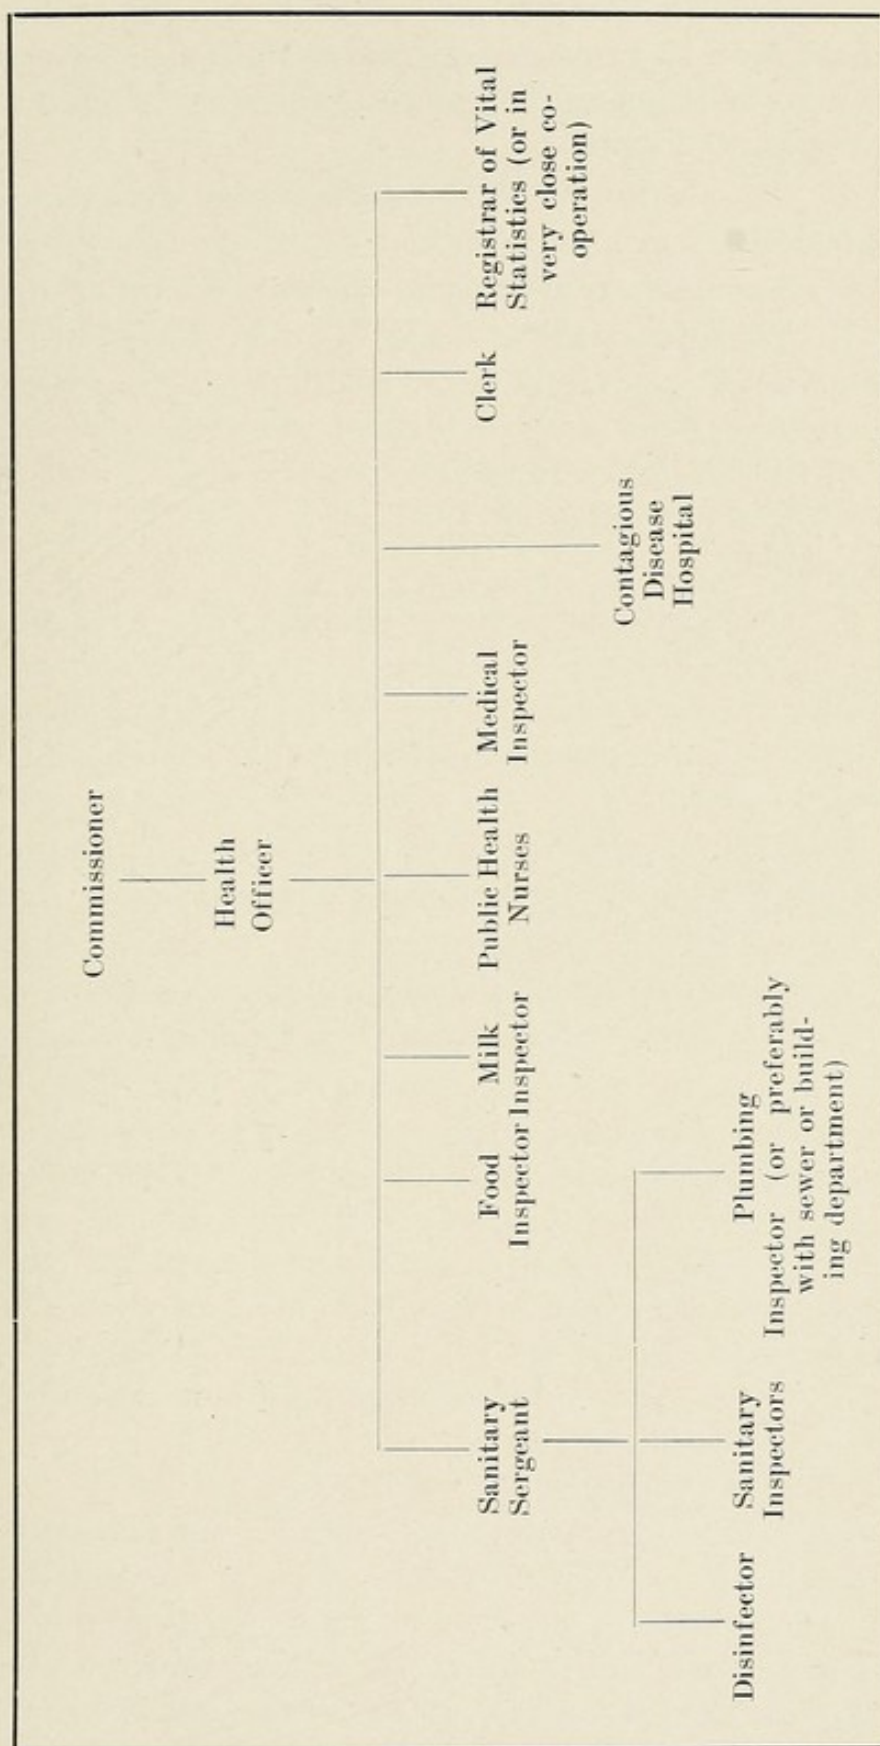 Commissioner
Health
Officer
Sanitary
Sergeant
Food
Inspector
Milk
Inspector
Public Health
Nurses
Medical
Inspector
Contagious
Disease
Hospital
Clerk
Registrar of Vital
Statistics (or in
very close co-
operation)
Disinfector
Sanitary
Inspectors
Plumbing
Inspector (or preferably
with sewer or build-
ing department)